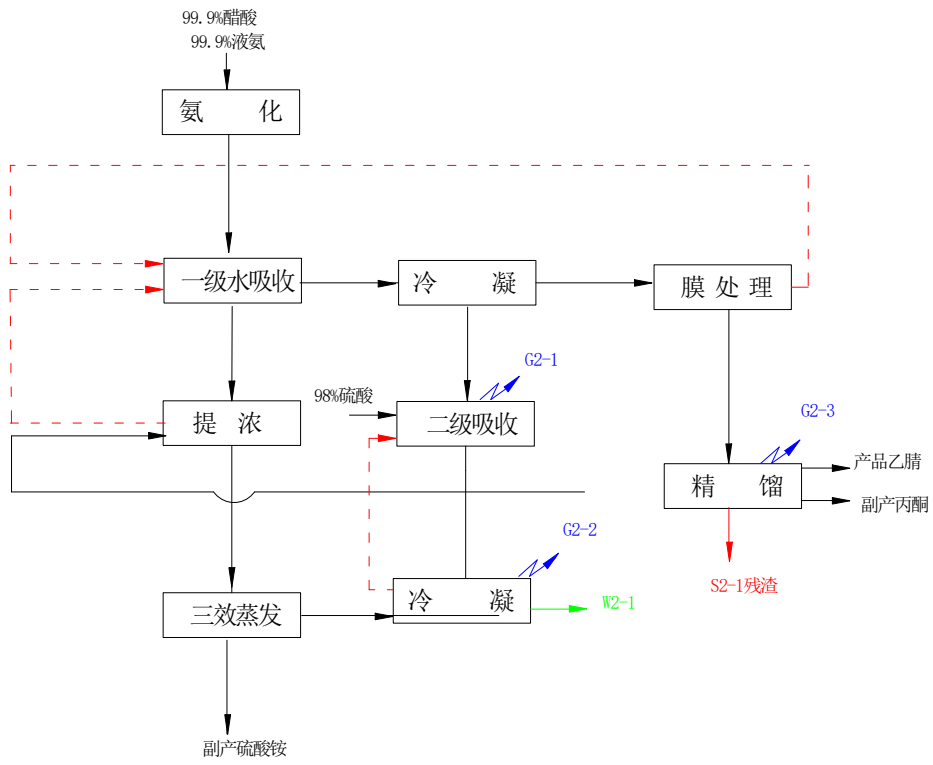 99.9%醋酸
99.9%液氨
氨 化
一级水吸收
冷 凝
膜 处 理
G2-1
98%硫酸
提 浓
二级吸收
G2-3
产品乙腈
精 馏
副产丙酮
G2-2
S2-1残渣
三效蒸发
冷 凝
W2-1
副产硫酸铵